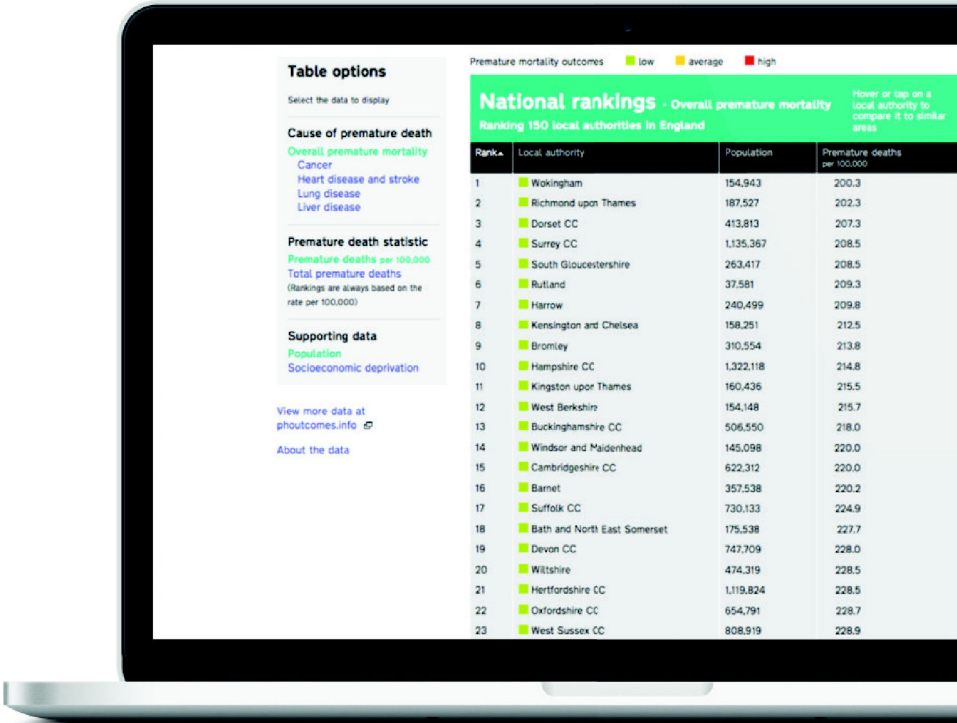 Table options
Select the data to display
Cause of premature death
Overall premature mortality
Cancer
Heart disease and stroke
Lung disease
Liver disease
Premature death statistic
Premature deaths per 100,000
Total premature deaths
(Rankings are always based on the
rate per 100,000)
Supporting data
Population
Socioeconomic deprivation
View more data at
phoutcomes.info
About the data
Premature mortality outcomes low average high
National rankings - Overall premature mortality
Ranking 150 local authorities in England
Hover or tap on a
local authority to
compare it to similar
areas
Rank Local authority Population Premature deaths
per 100,000
1 Wokingham 154,943 200.3
2 Richmond upon Thames 187,527 202.3
3 Dorset CC 413,813 207.3
4 Surrey CC 1,135,367 208.5
5 South Gloucestershire 263,417 208.5
6 Rutland 37,581 209.3
7 Harrow 240,499 209.8
8 Kensington and Chelsea 158,251 212.5
9 Bromley 310,554 213.8
10 Hampshire CC 1,322,118 214.8
11 Kingston upon Thames 160,436 215.5
12 West Berkshire 154,148 215.7
13 Buckinghamshire CC 506,550 218.0
14 Windsor and Maidenhead 145,098 220.0
15 Cambridgeshire CC 622,312 220.0
16 Barnet 357,538 220.2
17 Suffolk CC 730,133 224.9
18 Bath and North East Somerset 175,538 227.7
19 Devon CC 747,709 228.0
20 Wiltshire 474,319 228.5
21 Hertfordshire CC 1,119,824 228.5
22 Oxfordshire CC 654,791 228.7
23 West Sussex CC 808,919 228.9